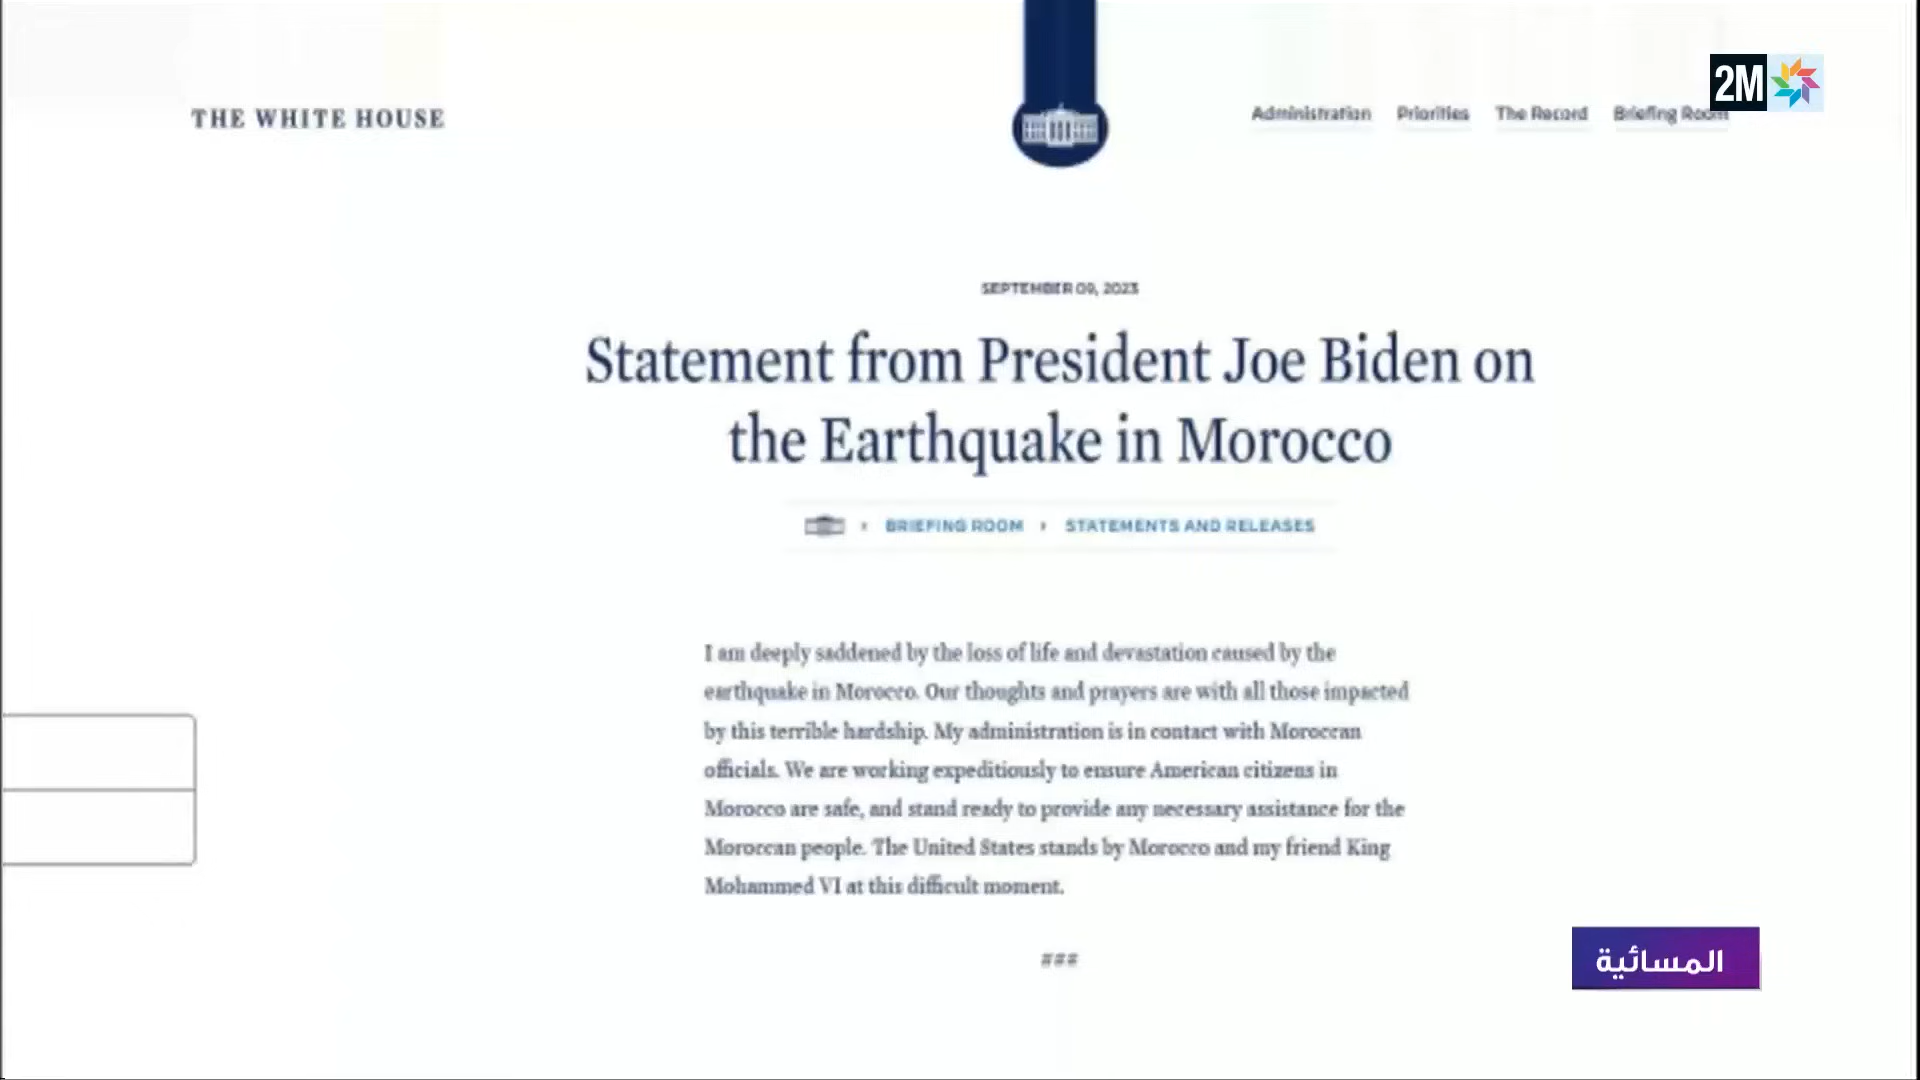 2M
THE WHITE HOUSE
Administration Priorities The Record Briefing Room
SEPTEMBER 09, 2023
Statement from President Joe Biden on
the Earthquake in Morocco
BRIEFING ROOM › STATEMENTS AND RELEASES
I am deeply saddened by the loss of life and devastation caused by the
earthquake in Morocco. Our thoughts and prayers are with all those impacted
by this terrible hardship. My administration is in contact with Moroccan
officials. We are working expeditiously to ensure American citizens in
Morocco are safe, and stand ready to provide any necessary assistance for the
Moroccan people. The United States stands by Morocco and my friend King
Mohammed VI at this difficult moment.
###
المسائية